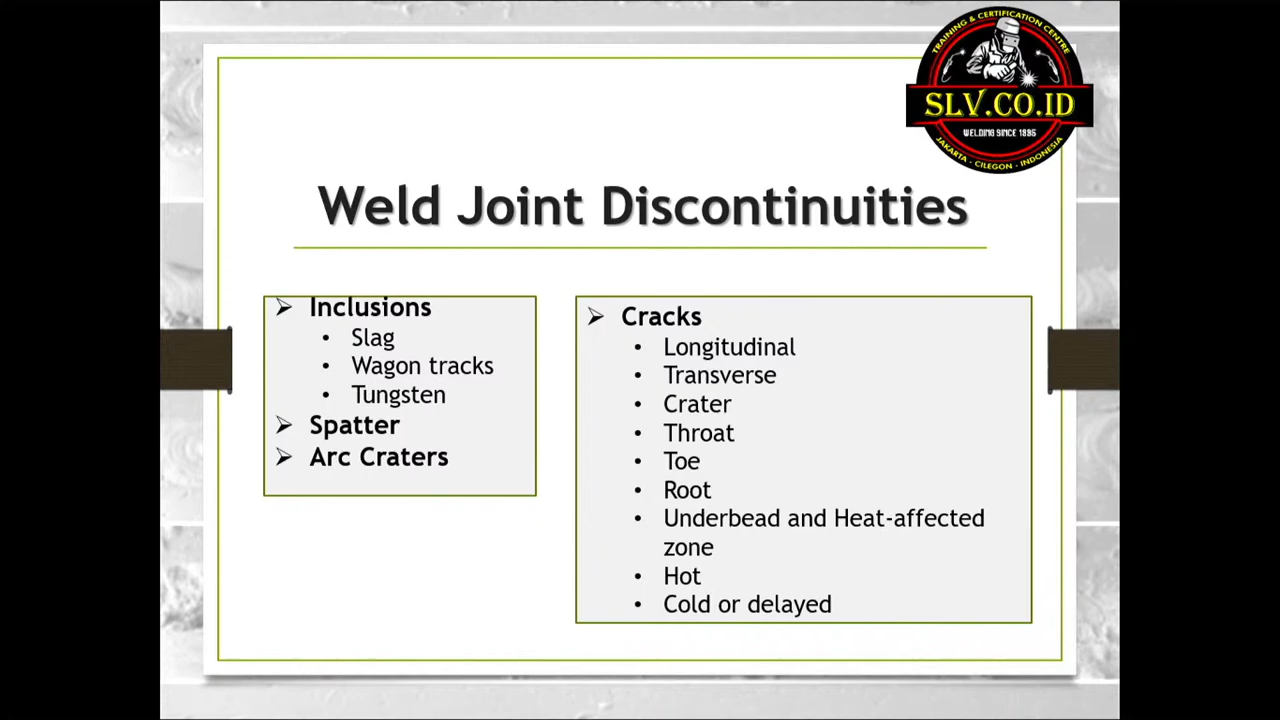 TRAINING & CERTIFICATION CENTRE
SLV.CO.ID
WELDING SINCE 1995
JAKARTA - CILEGON - INDONESIA
Weld Joint Discontinuities
➢ Inclusions
• Slag
• Wagon tracks
• Tungsten
➢ Spatter
➢ Arc Craters
➢ Cracks
• Longitudinal
• Transverse
• Crater
• Throat
• Toe
• Root
• Underbead and Heat-affected
zone
• Hot
• Cold or delayed